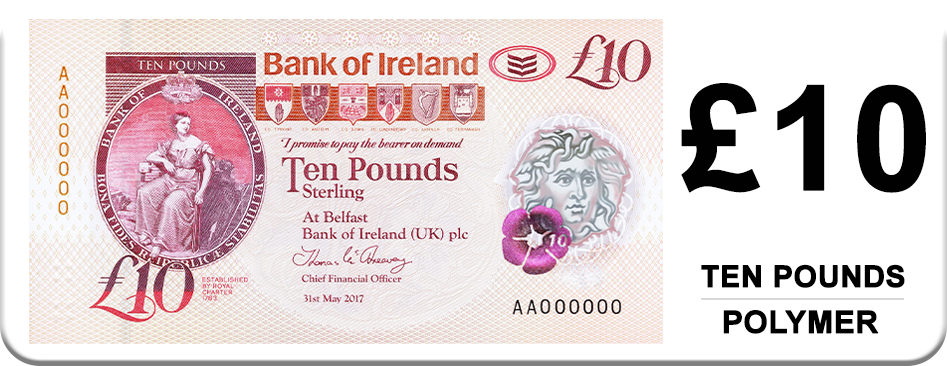 TEN POUNDS
BANK OF IRELAND
BONA FIDES REIPUBLICÆ STABILITAS
AA000000
£10
ESTABLISHED
BY ROYAL
CHARTER
1783
Bank of Ireland
£10
CO. TYRONE CO. ANTRIM CO. DOWN CO. LONDONDERRY CO. ARMAGH CO. FERMANAGH
I promise to pay the bearer on demand
Ten Pounds
Sterling
At Belfast
Bank of Ireland (UK) plc
Chief Financial Officer
31st May 2017
10
AA000000
£10
TEN POUNDS
POLYMER